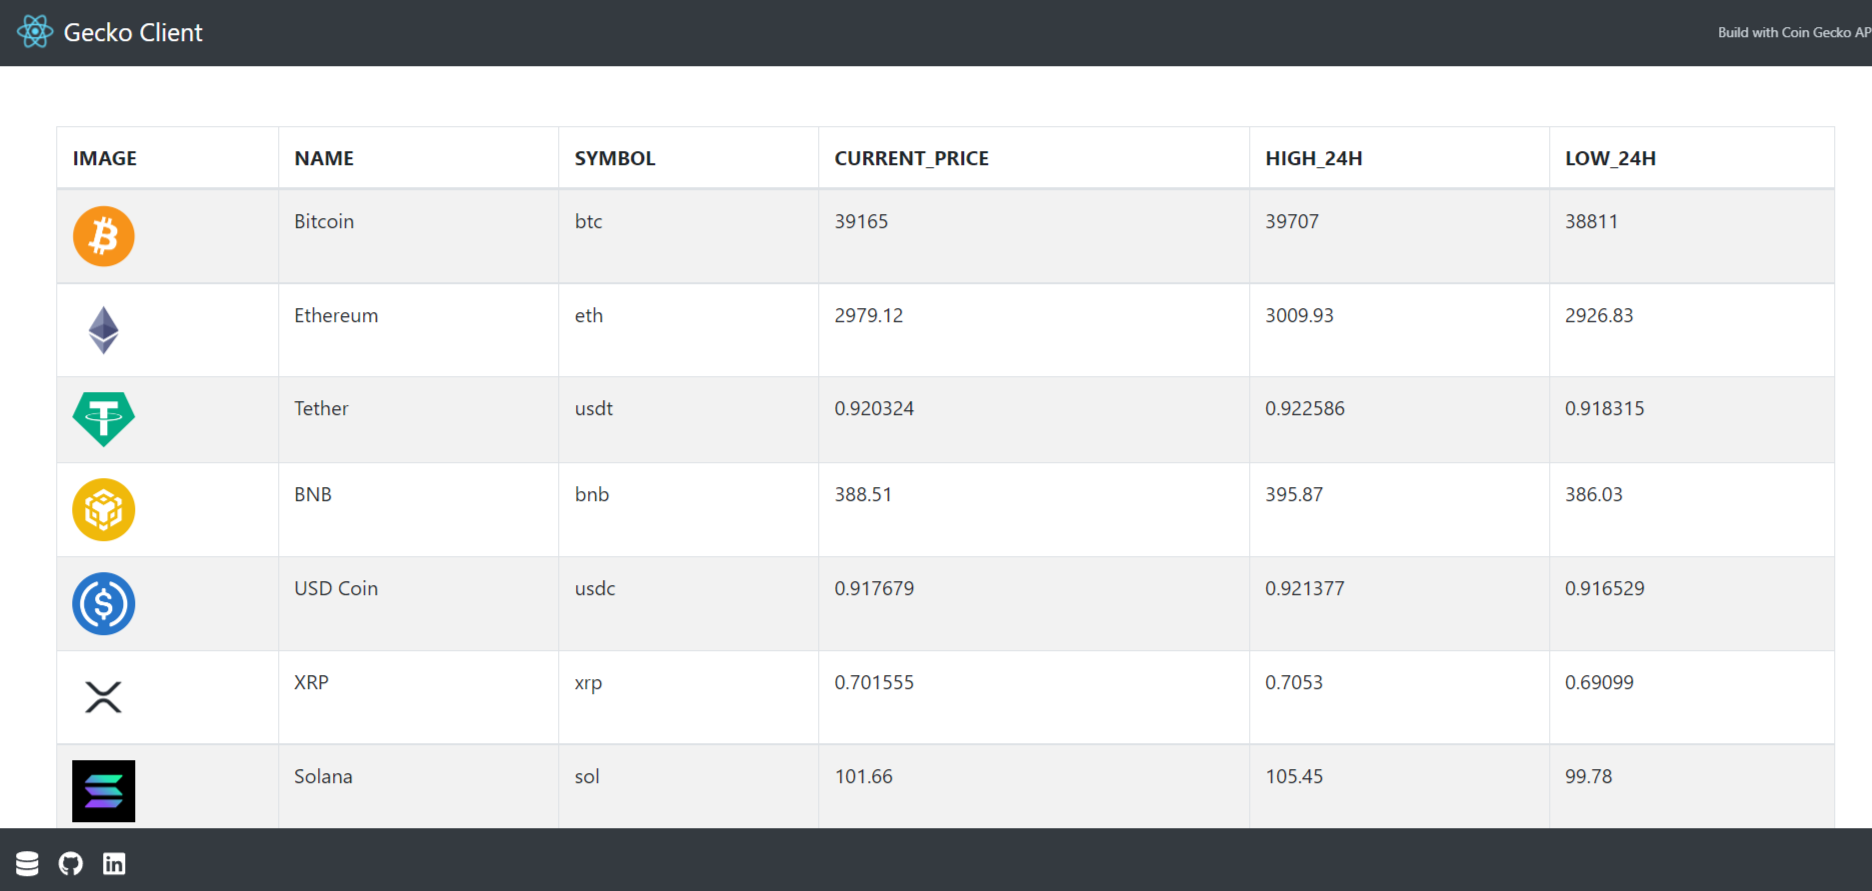 Gecko Client
Build with Coin Gecko AP
IMAGE NAME SYMBOL CURRENT_PRICE HIGH_24H LOW_24H
Bitcoin btc 39165 39707 38811
Ethereum eth 2979.12 3009.93 2926.83
Tether usdt 0.920324 0.922586 0.918315
BNB bnb 388.51 395.87 386.03
USD Coin usdc 0.917679 0.921377 0.916529
XRP xrp 0.701555 0.7053 0.69099
Solana sol 101.66 105.45 99.78